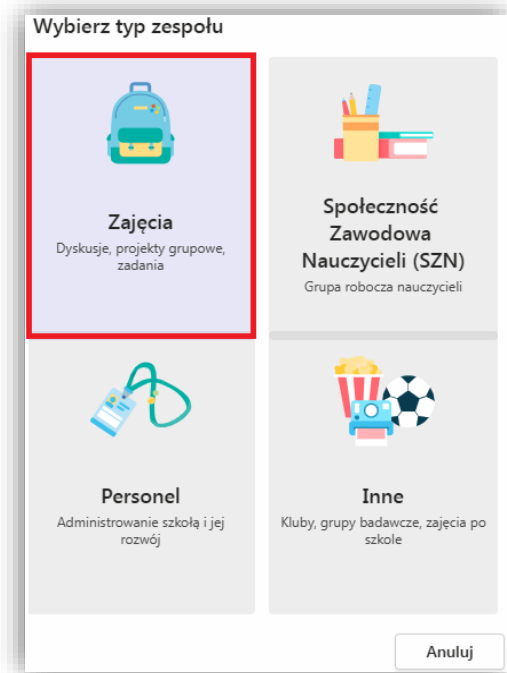 Wybierz typ zespołu
Zajęcia
Dyskusje, projekty grupowe,
zadania
Społeczność
Zawodowa
Nauczycieli (SZN)
Grupa robocza nauczycieli
Personel
Administrowanie szkołą i jej
rozwój
Inne
Kluby, grupy badawcze, zajęcia po
szkole
Anuluj